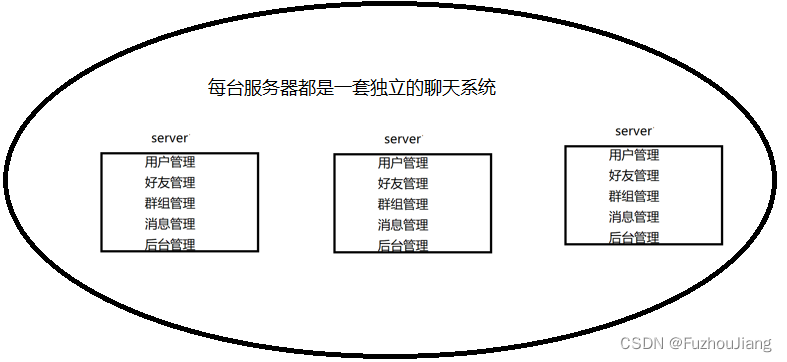 每台服务器都是一套独立的聊天系统
server
用户管理
好友管理
群组管理
消息管理
后台管理
server
用户管理
好友管理
群组管理
消息管理
后台管理
server
用户管理
好友管理
群组管理
消息管理
后台管理
CSDN @FuzhouJiang